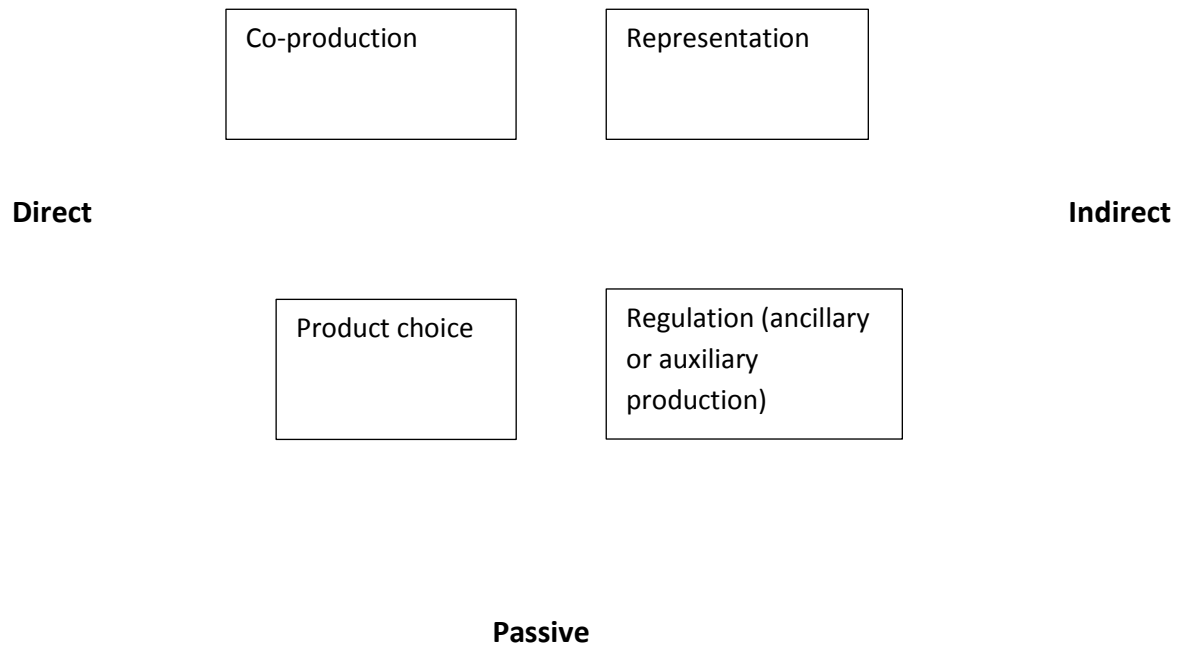 Co-production
Representation
Direct
Indirect
Product choice
Regulation (ancillary
or auxiliary
production)
Passive